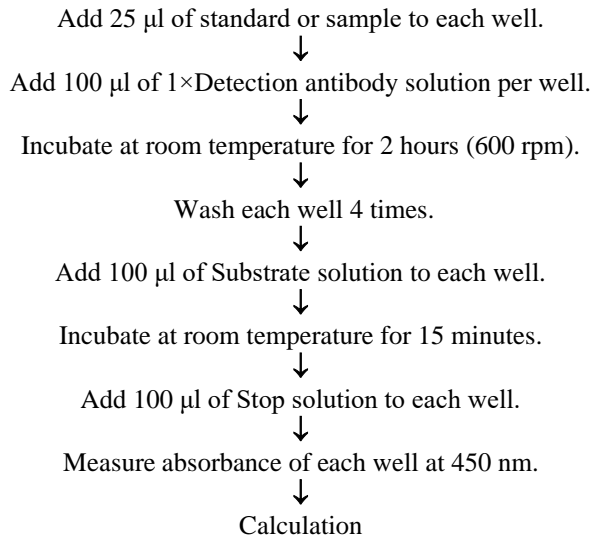 Add 25 μl of standard or sample to each well.
↓
Add 100 μl of 1×Detection antibody solution per well.
↓
Incubate at room temperature for 2 hours (600 rpm).
↓
Wash each well 4 times.
↓
Add 100 μl of Substrate solution to each well.
↓
Incubate at room temperature for 15 minutes.
↓
Add 100 μl of Stop solution to each well.
↓
Measure absorbance of each well at 450 nm.
↓
Calculation